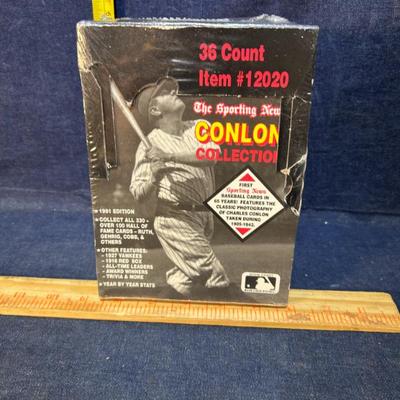 36 Count
Item #12020
The Sporting News
CONLON
COLLECTION
FIRST
Sporting News
BASEBALL CARDS IN
65 YEARS! FEATURES THE
CLASSIC PHOTOGRAPHY
OF CHARLES CONLON
TAKEN DURING
1905-1942.
• 1991 EDITION
• COLLECT ALL 330 -
OVER 100 HALL OF
FAME CARDS - RUTH,
GEHRIG, COBB, &
OTHERS
• OTHER FEATURES:
- 1927 YANKEES
- 1916 RED SOX
- ALL-TIME LEADERS
- AWARD WINNERS
- TRIVIA & MORE
• YEAR BY YEAR STATS